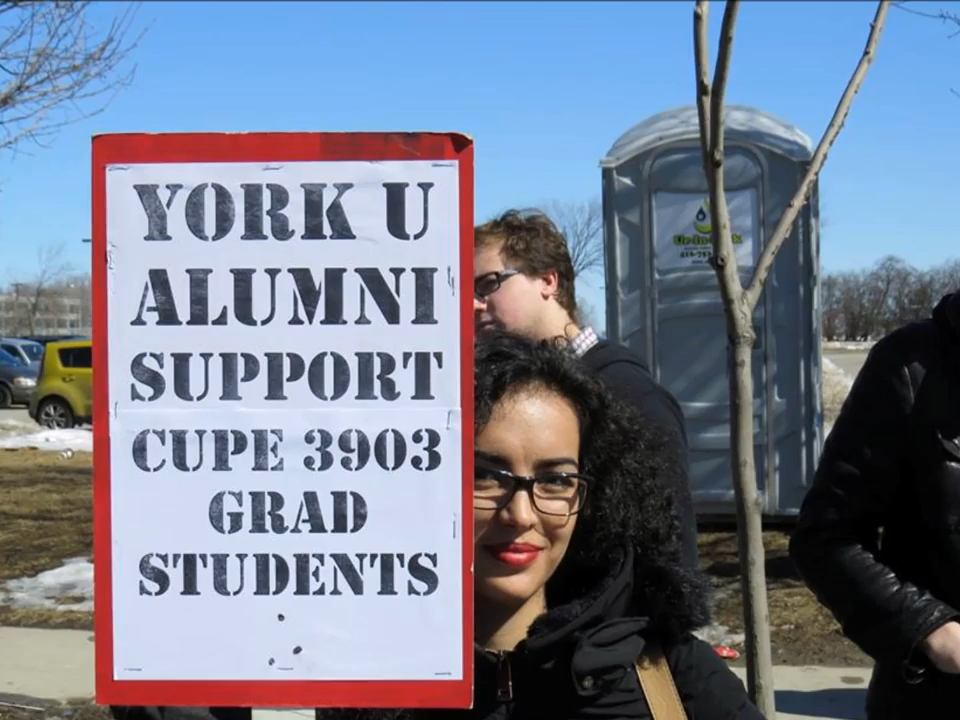 YORK U
ALUMNI
SUPPORT
CUPE 3903
GRAD
STUDENTS